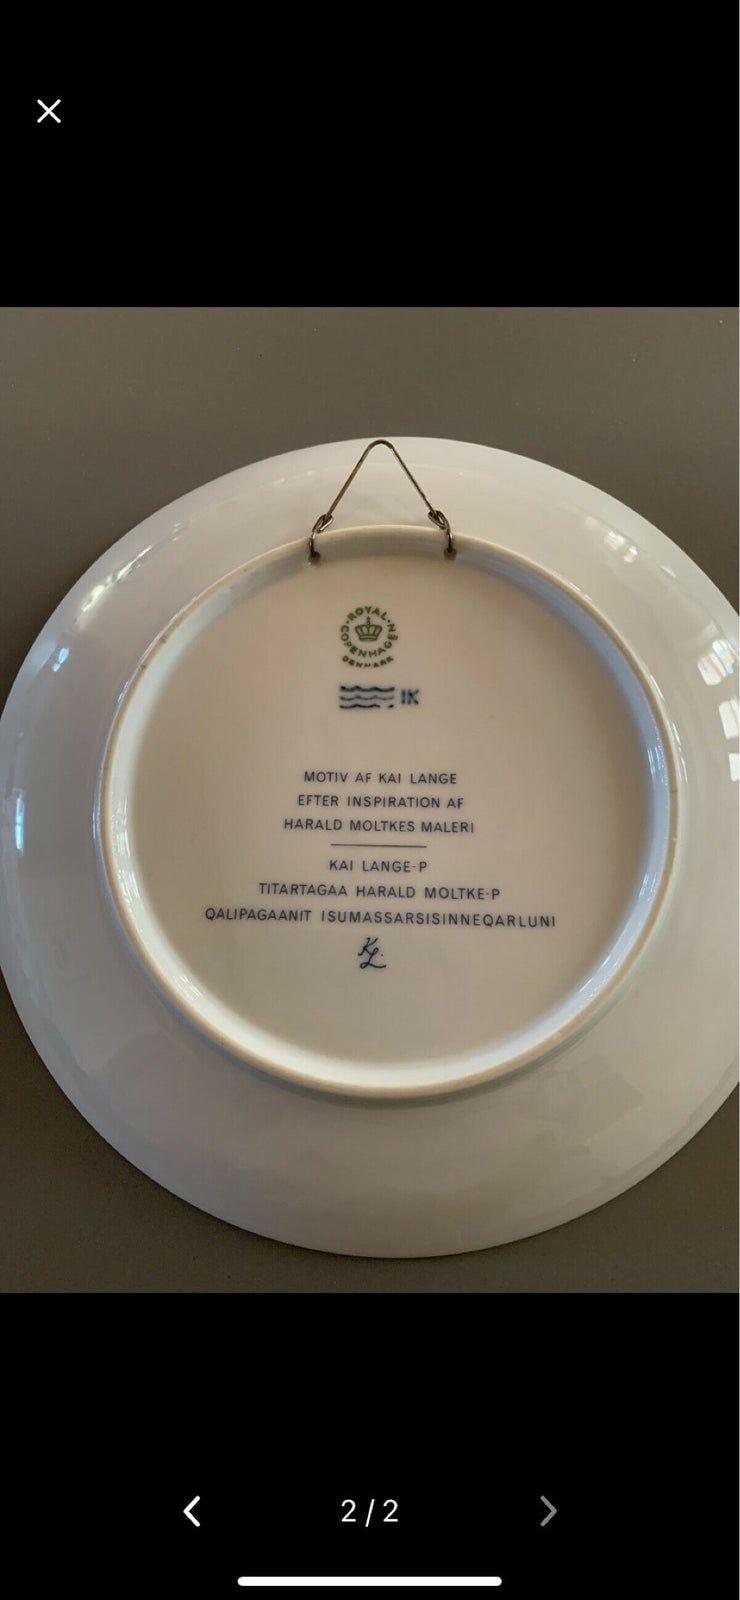 ROYAL
COPENHAGEN
DENMARK
IK
MOTIV AF KAI LANGE
EFTER INSPIRATION AF
HARALD MOLTKES MALERI
KAI LANGE-P
TITARTAGAA HARALD MOLTKE-P
QALIPAGAANIT ISUMASSARSISINNEQARLUNI
KL.
2/2